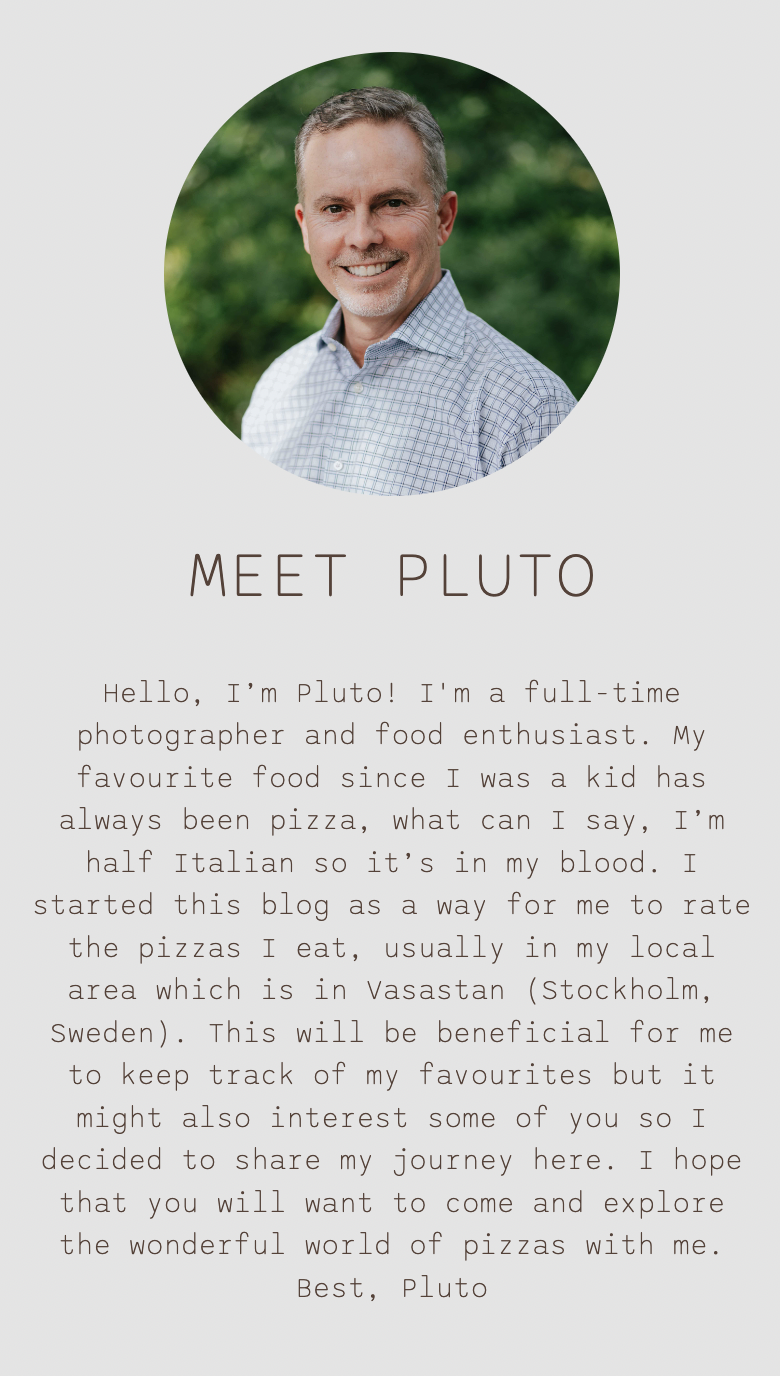 MEET PLUTO
Hello, I’m Pluto! I'm a full-time
photographer and food enthusiast. My
favourite food since I was a kid has
always been pizza, what can I say, I’m
half Italian so it’s in my blood. I
started this blog as a way for me to rate
the pizzas I eat, usually in my local
area which is in Vasastan (Stockholm,
Sweden). This will be beneficial for me
to keep track of my favourites but it
might also interest some of you so I
decided to share my journey here. I hope
that you will want to come and explore
the wonderful world of pizzas with me.
Best, Pluto